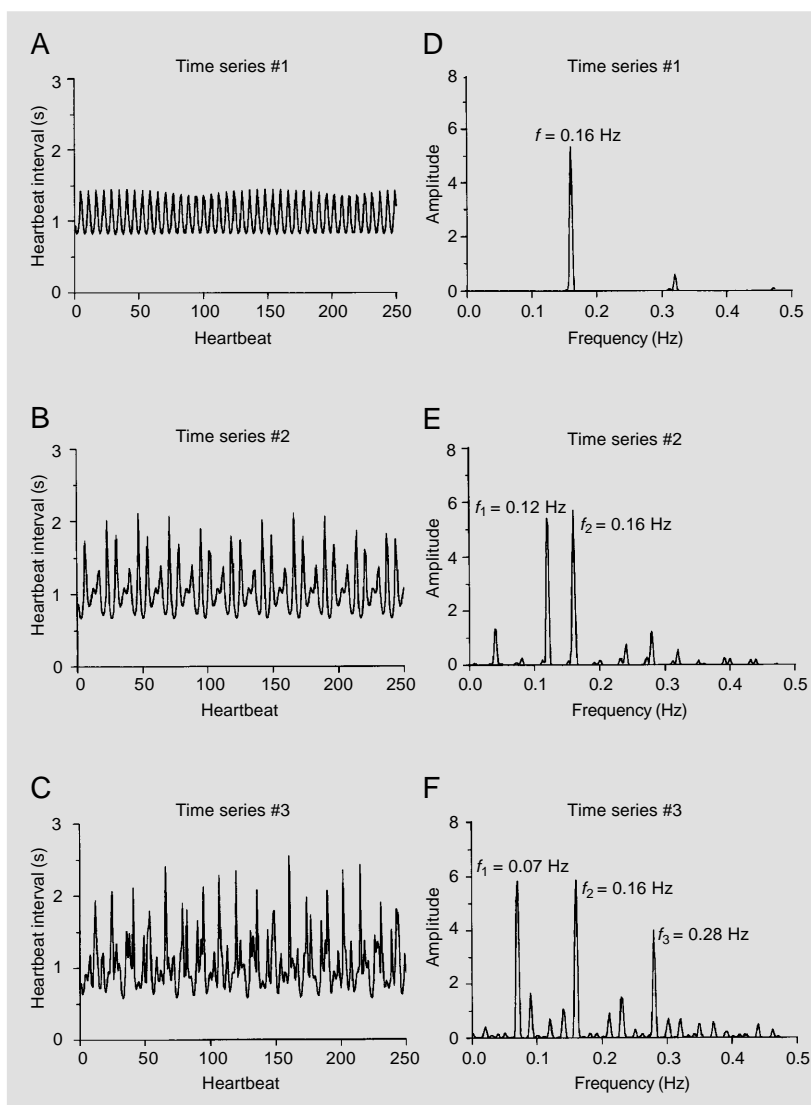 A
Time series #1
3
2
1
0
Heartbeat interval (s)
0 50 100 150 200 250
Heartbeat
D
Time series #1
8
6
4
2
0
Amplitude
f = 0.16 Hz
0.0 0.1 0.2 0.3 0.4 0.5
Frequency (Hz)
B
Time series #2
3
2
1
0
Heartbeat interval (s)
0 50 100 150 200 250
Heartbeat
E
Time series #2
8
6
4
2
0
Amplitude
f1 = 0.12 Hz
f2 = 0.16 Hz
0.0 0.1 0.2 0.3 0.4 0.5
Frequency (Hz)
C
Time series #3
3
2
1
0
Heartbeat interval (s)
0 50 100 150 200 250
Heartbeat
F
Time series #3
8
6
4
2
0
Amplitude
f1 = 0.07 Hz
f2 = 0.16 Hz
f3 = 0.28 Hz
0.0 0.1 0.2 0.3 0.4 0.5
Frequency (Hz)